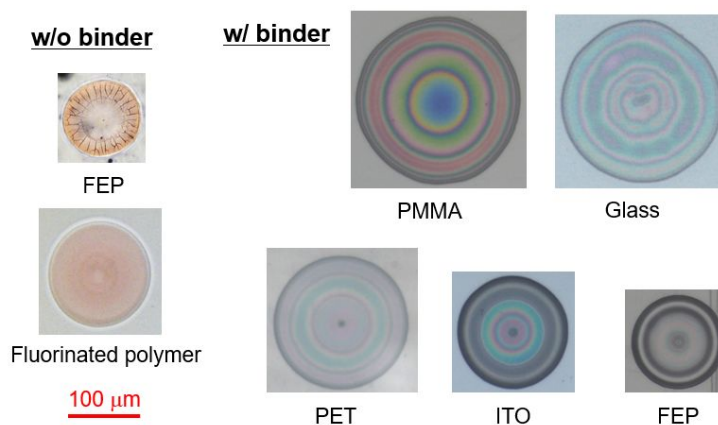 w/o binder
w/ binder
FEP
PMMA
Glass
Fluorinated polymer
100 μm
PET
ITO
FEP